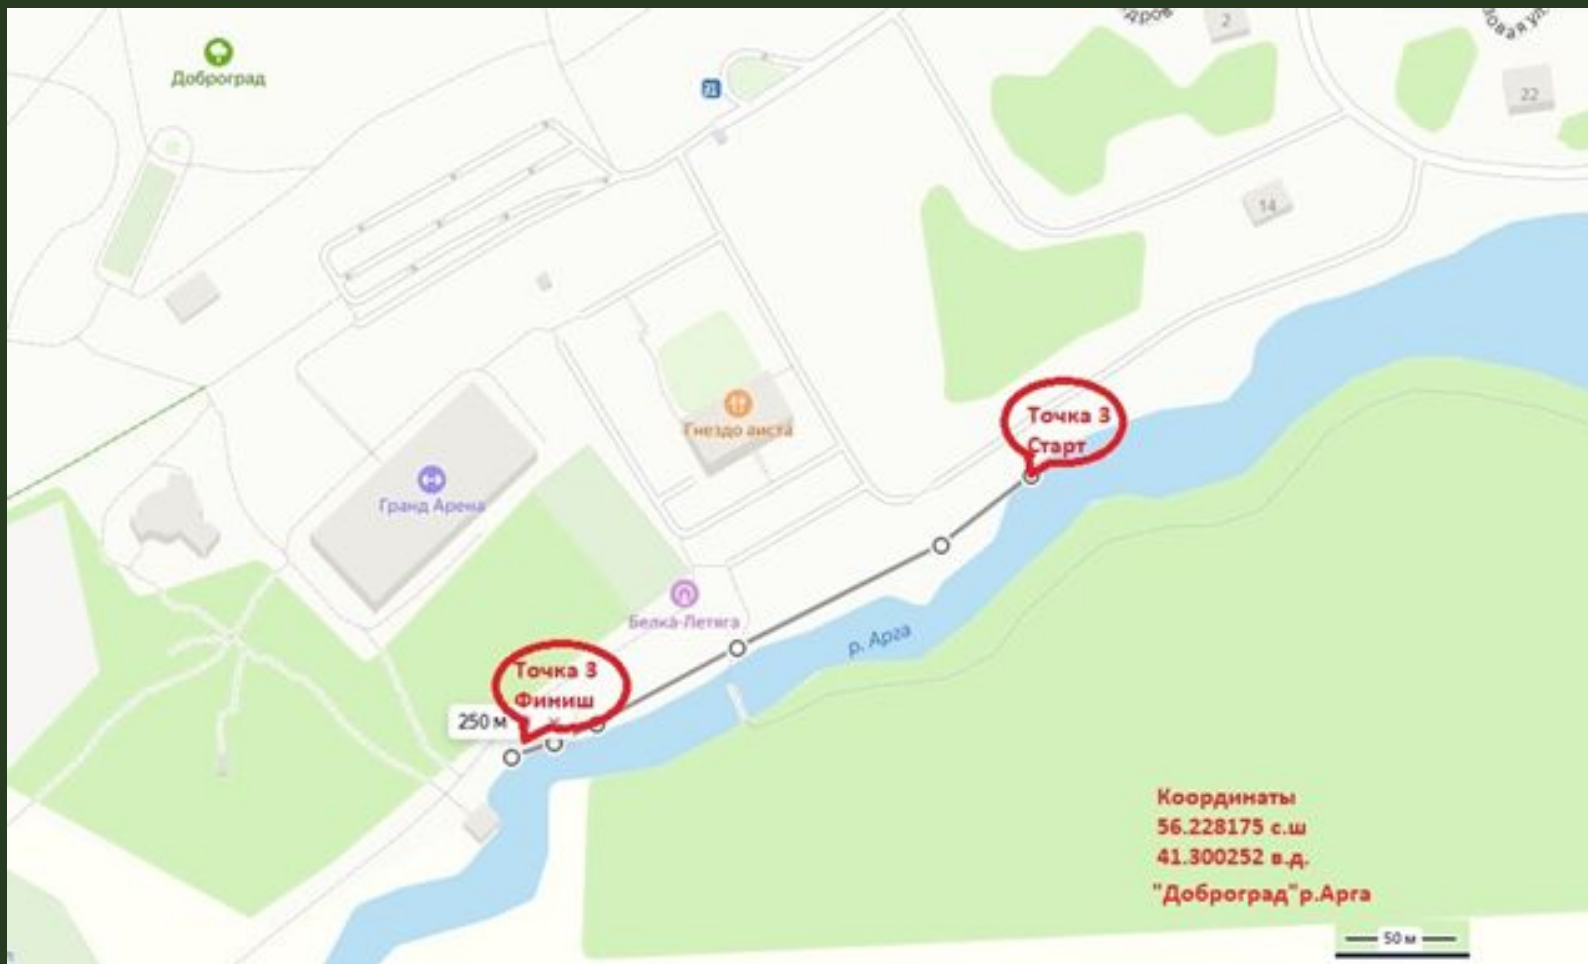 2
Доброград
22
14
Точка 3
Старт
Гнездо аиста
Гранд Арена
Белка-Летяга
р. Арга
Точка 3
Финиш
250 м
Координаты
56.228175 с.ш
41.300252 в.д.
"Доброград"р.Арга
50 м